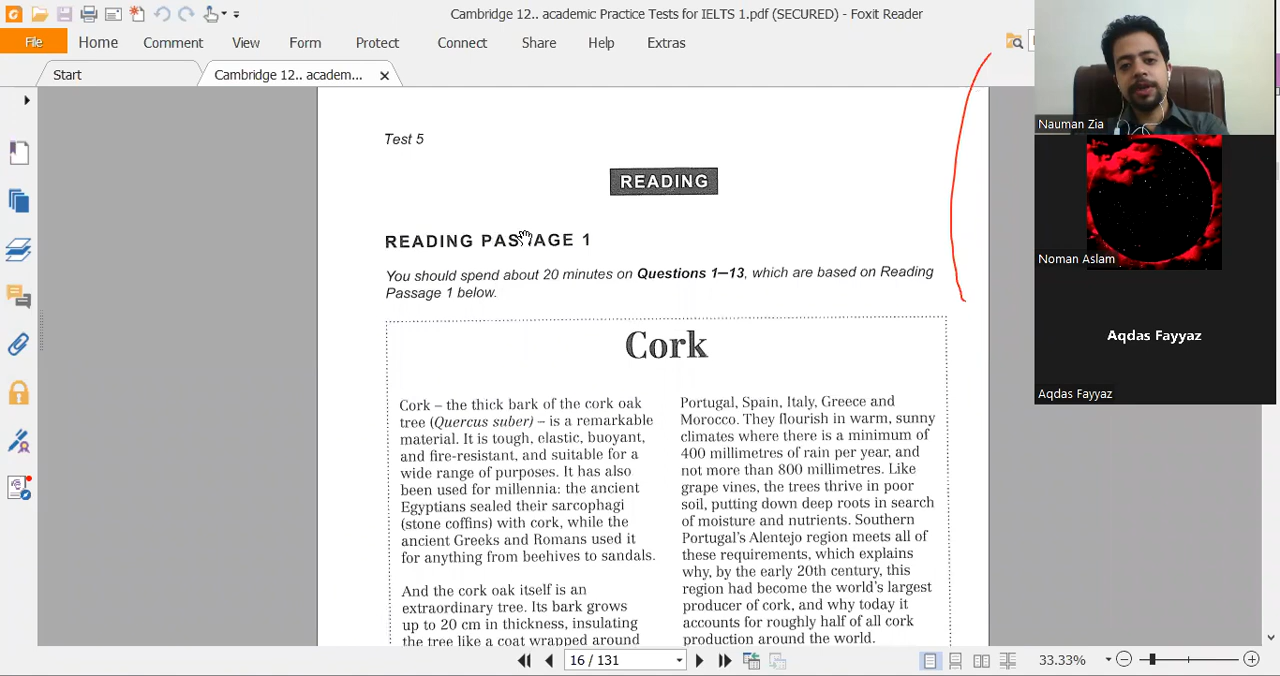 Cambridge 12.. academic Practice Tests for IELTS 1.pdf (SECURED) - Foxit Reader
File Home Comment View Form Protect Connect Share Help Extras
Start
Cambridge 12.. academ...
Test 5
READING
READING PASSAGE 1
You should spend about 20 minutes on Questions 1–13, which are based on Reading
Passage 1 below.
Cork
Cork – the thick bark of the cork oak
tree (Quercus suber) – is a remarkable
material. It is tough, elastic, buoyant,
and fire-resistant, and suitable for a
wide range of purposes. It has also
been used for millennia: the ancient
Egyptians sealed their sarcophagi
(stone coffins) with cork, while the
ancient Greeks and Romans used it
for anything from beehives to sandals.
And the cork oak itself is an
extraordinary tree. Its bark grows
up to 20 cm in thickness, insulating
the tree like a coat wrapped around
Portugal, Spain, Italy, Greece and
Morocco. They flourish in warm, sunny
climates where there is a minimum of
400 millimetres of rain per year, and
not more than 800 millimetres. Like
grape vines, the trees thrive in poor
soil, putting down deep roots in search
of moisture and nutrients. Southern
Portugal's Alentejo region meets all of
these requirements, which explains
why, by the early 20th century, this
region had become the world's largest
producer of cork, and why today it
accounts for roughly half of all cork
production around the world.
Nauman Zia
Noman Aslam
Aqdas Fayyaz
Aqdas Fayyaz
16 / 131
33.33%